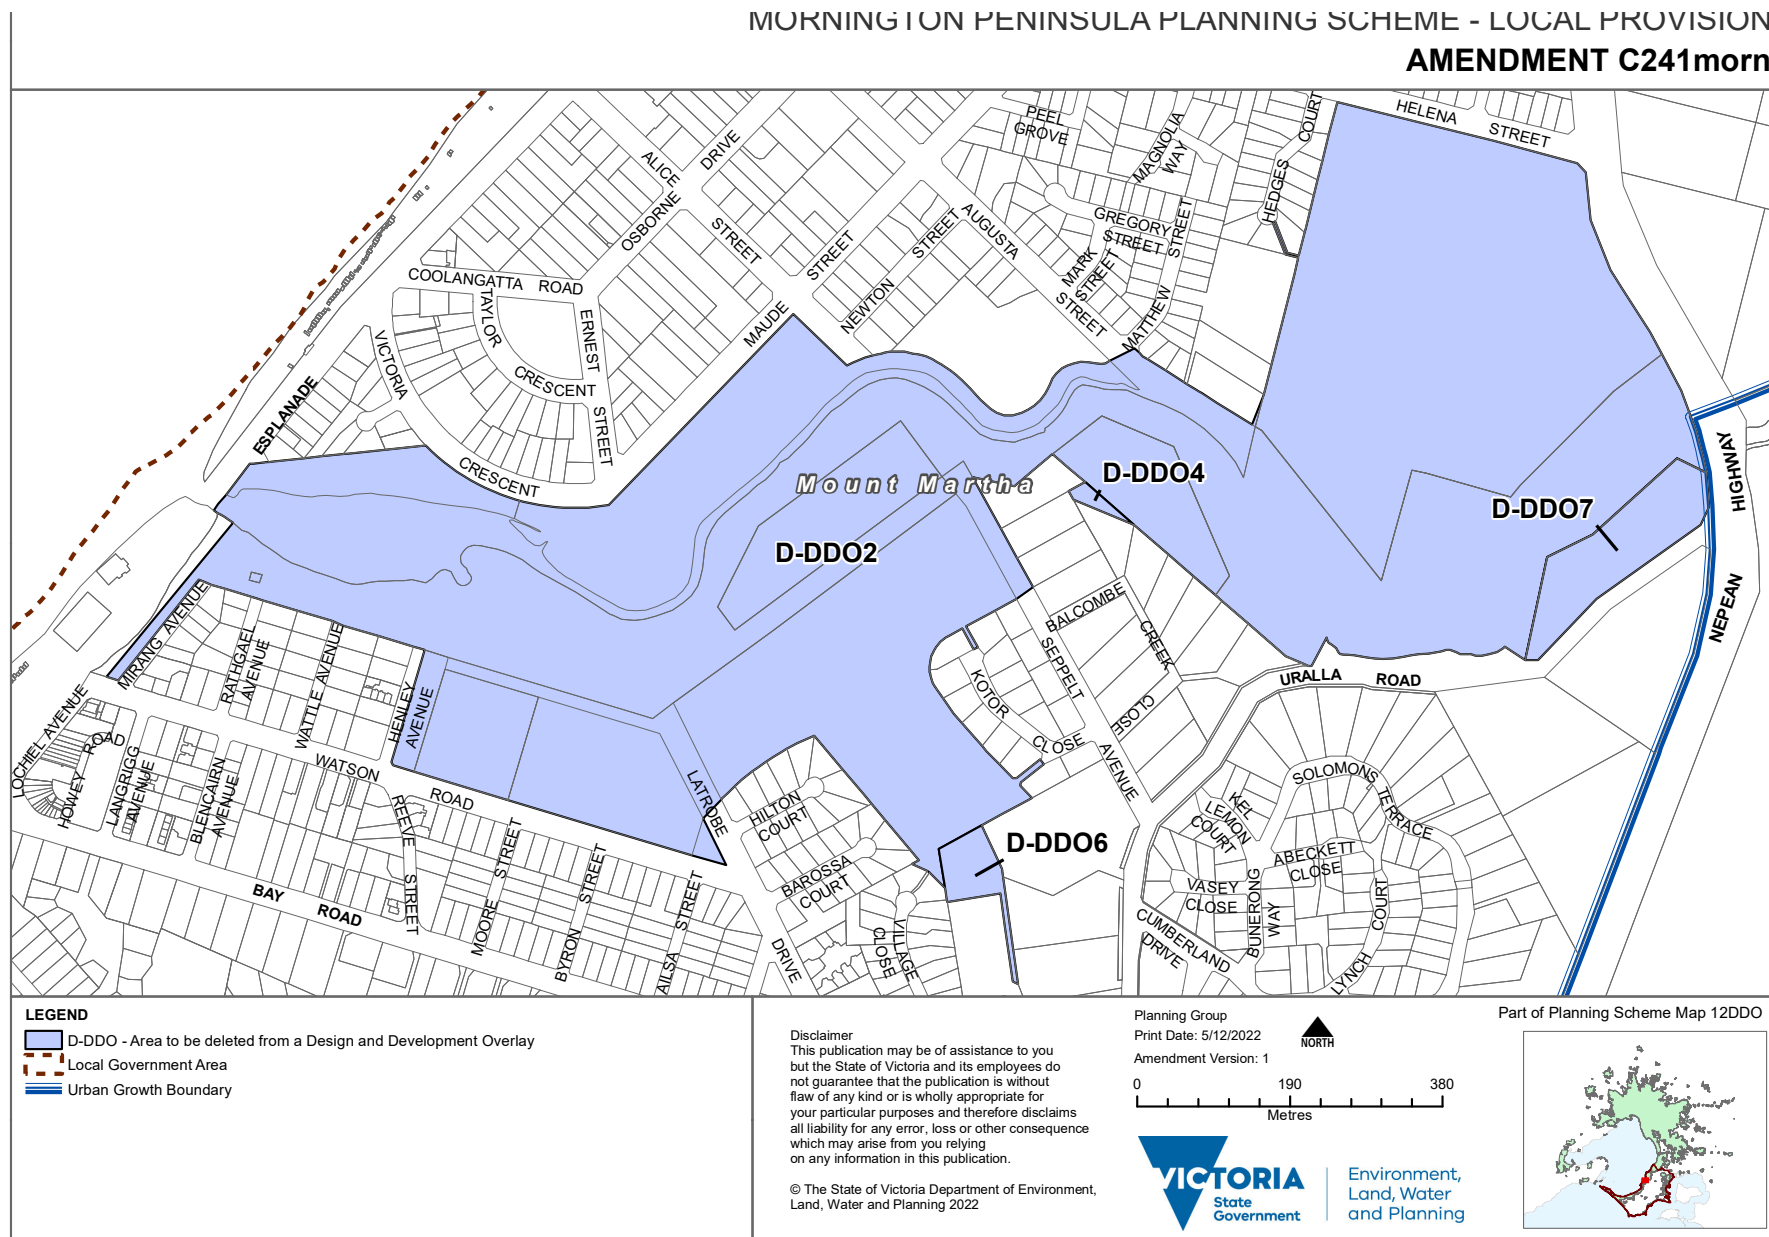 MORNINGTON PENINSULA PLANNING SCHEME - LOCAL PROVISION
AMENDMENT C241morn
HELENA
STREET
COURT
PEEL
GROVE
MAGNOLIA
WAY
HEDGES
ALICE
DRIVE
OSBORNE
STREET
STREET
STREET
AUGUSTA
GREGORY
STREET
STREET
MARK
STREET
STREET
MATTHEW
NEWTON
MAUDE
COOLANGATTA ROAD
TAYLOR
ERNEST
VICTORIA
CRESCENT
STREET
ESPLANADE
CRESCENT
Mount Martha
D-DDO4
D-DDO7
D-DDO2
HIGHWAY
NEPEAN
BALCOMBE
CREEK
CLOSE
SEPPELT
KOTOR
CLOSE
AVENUE
URALLA ROAD
MIRANG AVENUE
RATHGAEL
AVENUE
WATTLE AVENUE
HENLEY
AVENUE
LOCHIEL AVENUE
ROAD
HOWEY
LANGRIGG
AVENUE
BLENCAIRN
AVENUE
WATSON
ROAD
REEVE
STREET
LATROBE
HILTON
COURT
BAROSSA
COURT
D-DDO6
SOLOMONS
TERRACE
KEL
LEMON
COURT
ABECKETT
CLOSE
VASEY
CLOSE
BUNERONG
WAY
COURT
LYNCH
CUMBERLAND
DRIVE
BAY
ROAD
MOORE
STREET
BYRON
STREET
AILSA
STREET
DRIVE
VILLAGE
CLOSE
LEGEND
D-DDO - Area to be deleted from a Design and Development Overlay
Local Government Area
Urban Growth Boundary
Disclaimer
This publication may be of assistance to you
but the State of Victoria and its employees do
not guarantee that the publication is without
flaw of any kind or is wholly appropriate for
your particular purposes and therefore disclaims
all liability for any error, loss or other consequence
which may arise from you relying
on any information in this publication.
© The State of Victoria Department of Environment,
Land, Water and Planning 2022
Planning Group
Print Date: 5/12/2022
Amendment Version: 1
NORTH
0 190 380
Metres
VICTORIA
State
Government
Environment,
Land, Water
and Planning
Part of Planning Scheme Map 12DDO